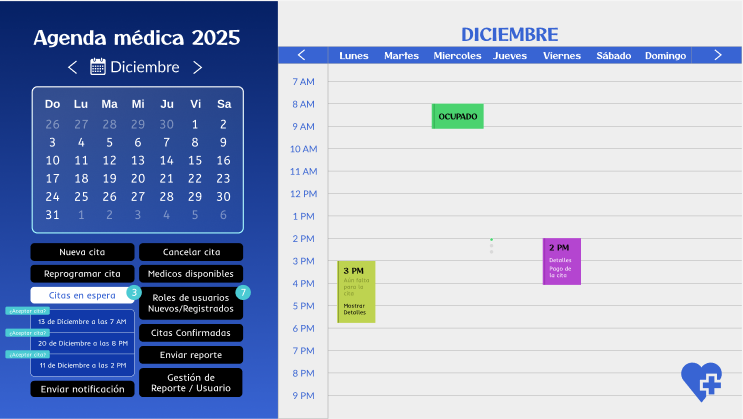 Agenda médica 2025
Diciembre
Do Lu Ma Mi Ju Vi Sa
26 27 28 29 30 1 2
3 4 5 6 7 8 9
10 11 12 13 14 15 16
17 18 19 20 21 22 23
24 25 26 27 28 29 30
31 1 2 3 4 5 6
Nueva cita
Cancelar cita
Reprogramar cita
Medicos disponibles
Citas en espera
3
Roles de usuarios
Nuevos/Registrados
7
¿Aceptar cita?
13 de Diciembre a las 7 AM
¿Aceptar cita?
20 de Diciembre a las 8 PM
¿Aceptar cita?
11 de Diciembre a las 2 PM
Citas Confirmadas
Enviar reporte
Enviar notificación
Gestión de
Reporte / Usuario
DICIEMBRE
Lunes Martes Miercoles Jueves Viernes Sábado Domingo
7 AM
8 AM
OCUPADO
9 AM
10 AM
11 AM
12 AM
1 PM
2 PM
2 PM
Detalles
Pago de
la cita
3 PM
3 PM
Aún falta
para la
cita
Mostrar
Detalles
4 PM
5 PM
6 PM
7 PM
8 PM
9 PM